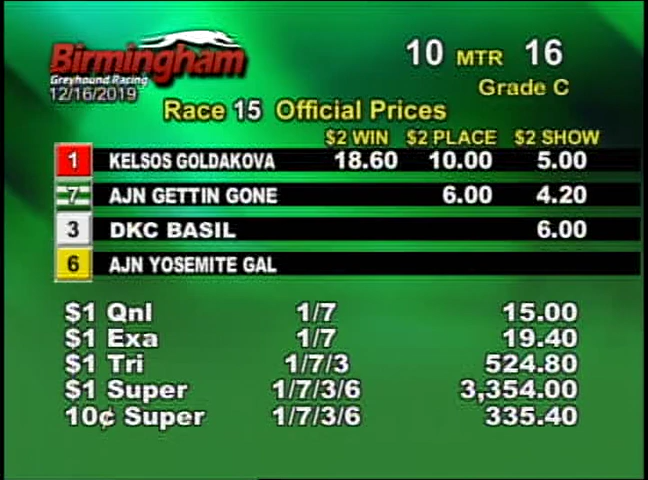 Birmingham
Greyhound Racing
12/16/2019
10 MTR 16
Grade C
Race 15 Official Prices
$2 WIN $2 PLACE $2 SHOW
1 KELSOS GOLDAKOVA 18.60 10.00 5.00
7 AJN GETTIN GONE 6.00 4.20
3 DKC BASIL 6.00
6 AJN YOSEMITE GAL
$1 Qnl 1/7 15.00
$1 Exa 1/7 19.40
$1 Tri 1/7/3 524.80
$1 Super 1/7/3/6 3,354.00
10¢ Super 1/7/3/6 335.40